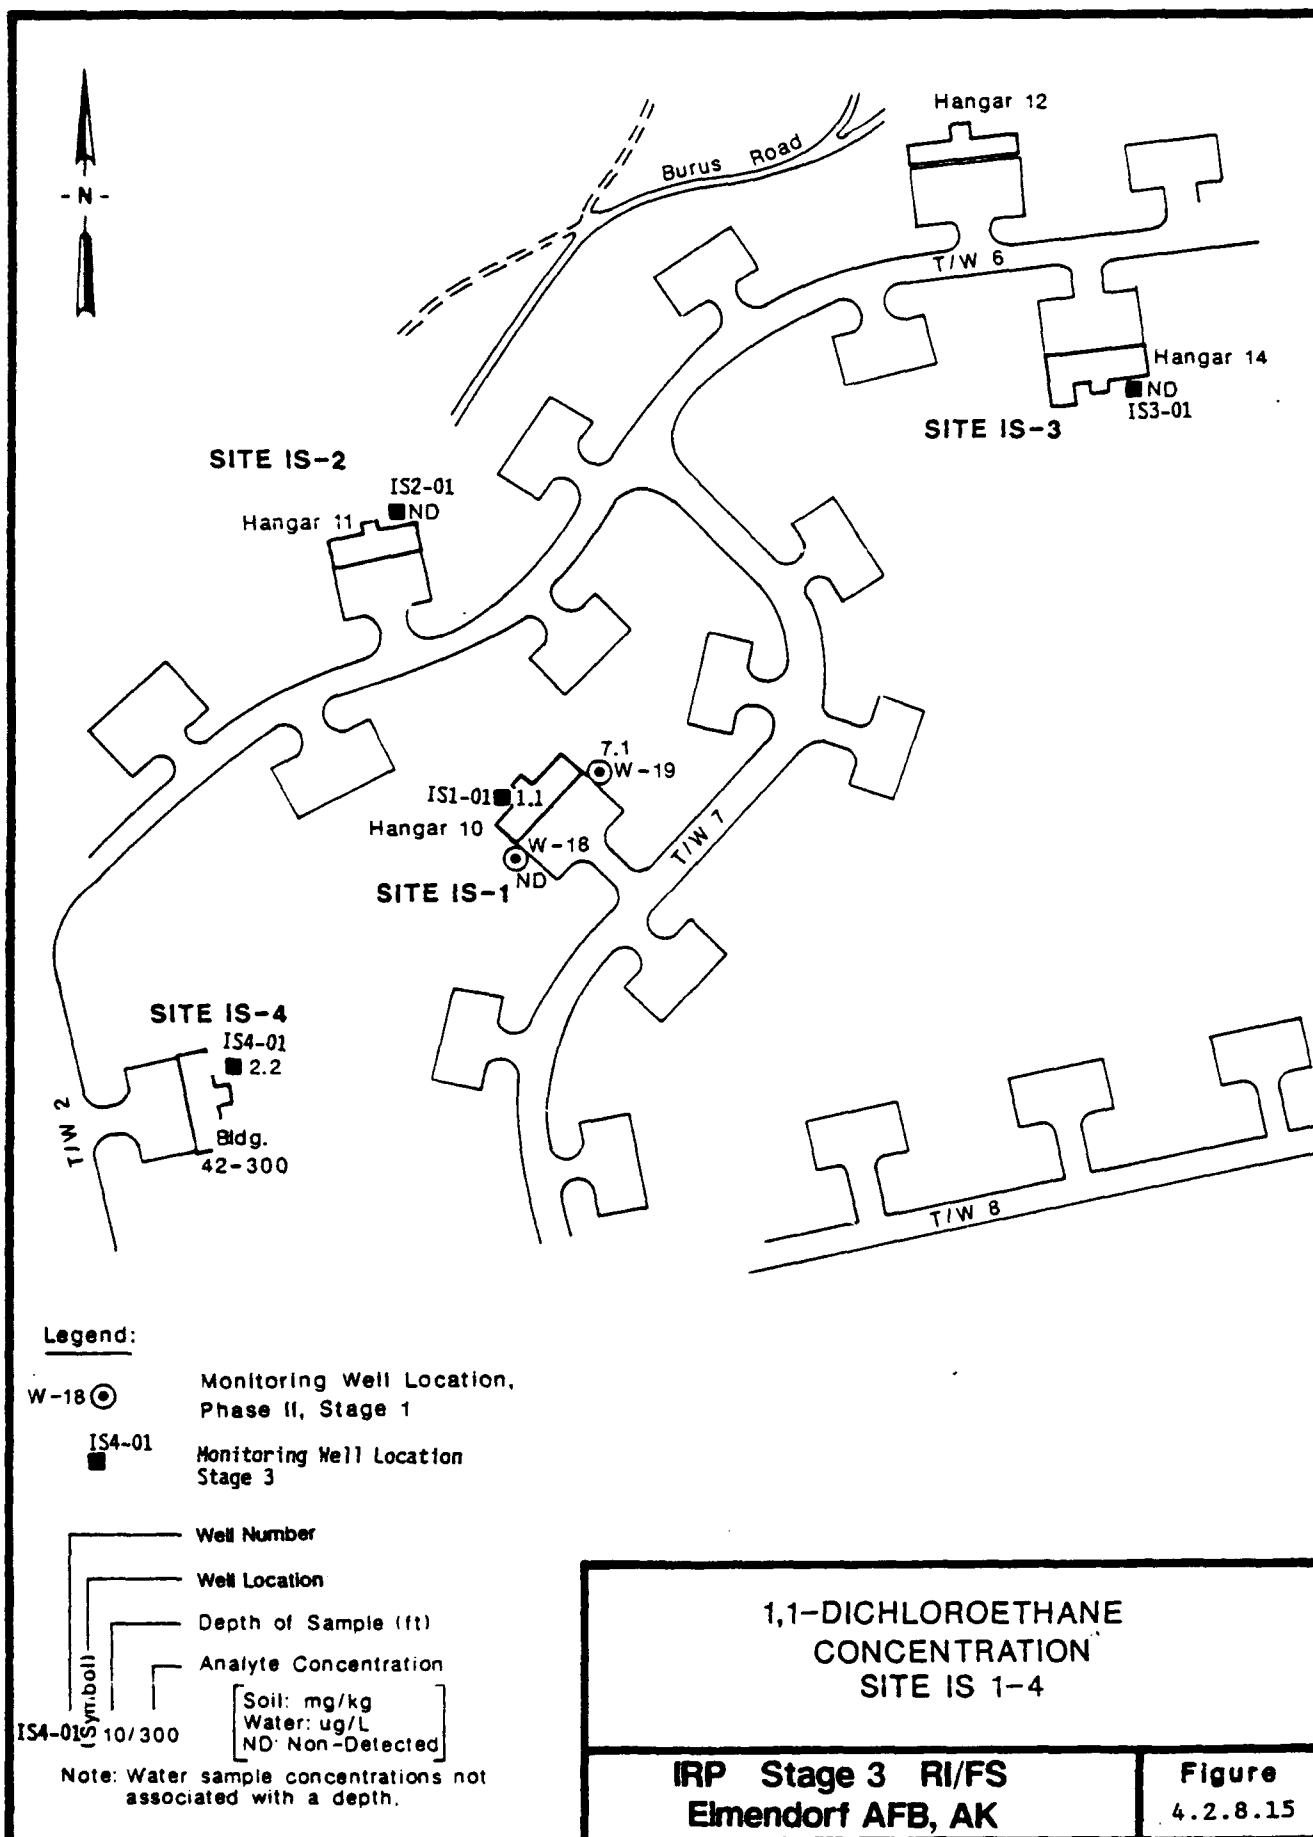 Hangar 12
- N -
Burus Road
T/W 6
Hangar 14
ND
IS3-01
SITE IS-3
SITE IS-2
IS2-01
ND
Hangar 11
7.1
W-19
IS1-01 1.1
Hangar 10
W-18
ND
SITE IS-1
T/W 7
SITE IS-4
IS4-01
2.2
T/W 2
Bldg.
42-300
T/W 8
Legend:
W-18
Monitoring Well Location,
Phase II, Stage 1
IS4-01
Monitoring Well Location
Stage 3
Well Number
Well Location
Depth of Sample (ft)
Analyte Concentration
Soil: mg/kg
Water: ug/L
ND: Non-Detected
IS4-01 (Symbol) 10/300
Note: Water sample concentrations not
associated with a depth.
1,1-DICHLOROETHANE
CONCENTRATION
SITE IS 1-4
IRP Stage 3 RI/FS
Elmendorf AFB, AK
Figure
4.2.8.15